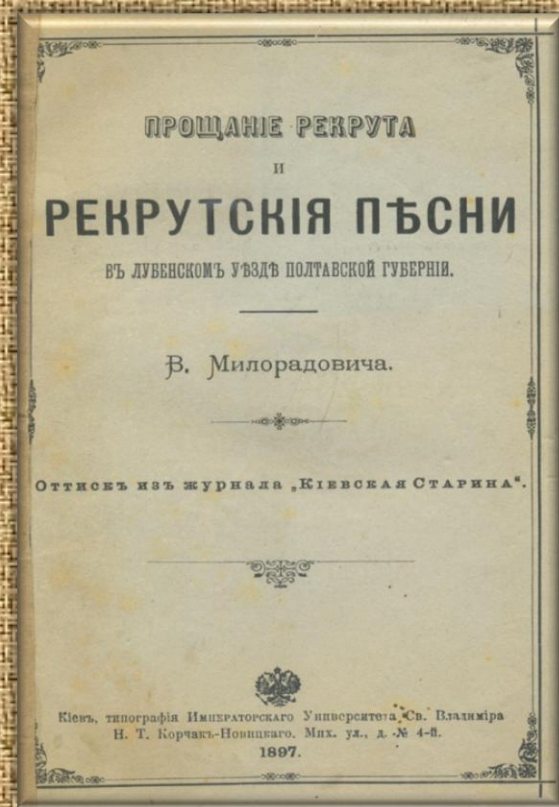 ПРОЩАНІЕ РЕКРУТА
И
РЕКРУТСКІЯ ПѢСНИ
ВЪ ЛУБЕНСКОМЪ УѢЗДѢ ПОЛТАВСКОЙ ГУБЕРНІИ.
В. Милорадовича.
Оттискъ изъ журнала „Кіевская Старина“.
Кіевъ, типографія Императорскаго Университета Св. Владиміра
Н. Т. Корчакъ-Новицкаго. Мих. ул., д. № 4-й.
1897.